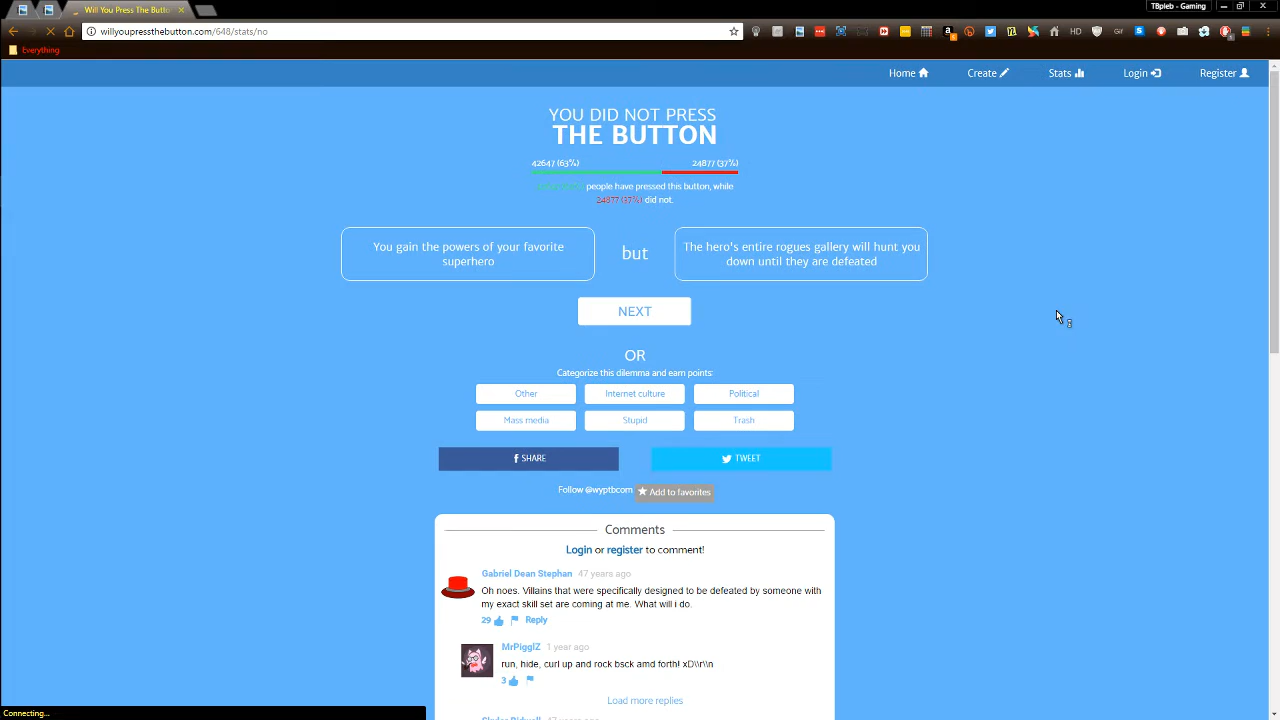 Will You Press The Butto
TBpleb - Gaming
willyoupressthebutton.com/648/stats/no
Everything
Home
Create
Stats
Login
Register
YOU DID NOT PRESS
THE BUTTON
42647 (63%)
24877 (37%)
people have pressed this button, while
24877 (37%) did not.
You gain the powers of your favorite
superhero
but
The hero's entire rogues gallery will hunt you
down until they are defeated
NEXT
OR
Categorize this dilemma and earn points:
Other
Internet culture
Political
Mass media
Stupid
Trash
SHARE
TWEET
Follow @wyptbcom
Add to favorites
Comments
Login or register to comment!
Gabriel Dean Stephan 47 years ago
Oh noes. Villains that were specifically designed to be defeated by someone with
my exact skill set are coming at me. What will i do.
29 Reply
MrPigglZ 1 year ago
run, hide, curl up and rock bsck amd forth! xD\\r\\n
3
Load more replies
47 years ago
Connecting...